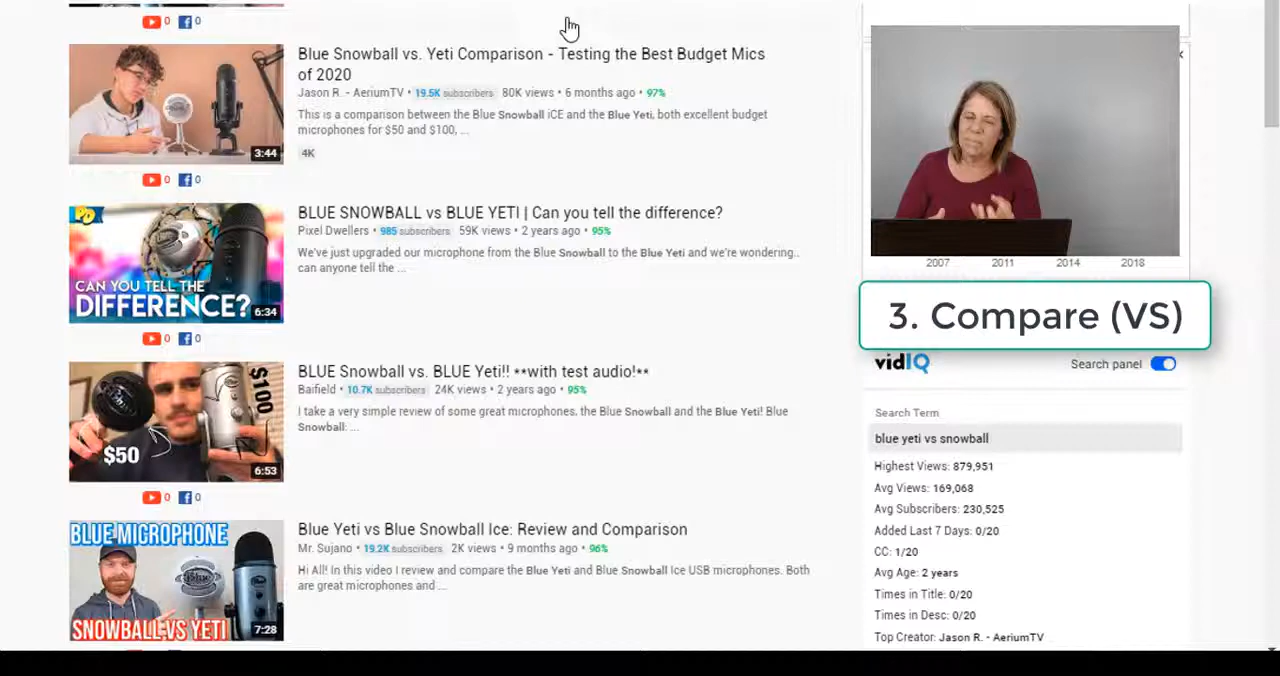 0 0
Blue Snowball vs. Yeti Comparison - Testing the Best Budget Mics
of 2020
Jason R. - AeriumTV • 19.5K subscribers 80K views • 6 months ago • 97%
This is a comparison between the Blue Snowball iCE and the Blue Yeti, both excellent budget
microphones for $50 and $100, ...
4K
3:44
0 0
BLUE SNOWBALL vs BLUE YETI | Can you tell the difference?
Pixel Dwellers • 985 subscribers 59K views • 2 years ago • 95%
We've just upgraded our microphone from the Blue Snowball to the Blue Yeti and we're wondering..
can anyone tell the ...
PD
CAN YOU TELL THE
DIFFERENCE?
6:34
0 0
BLUE Snowball vs. BLUE Yeti!! **with test audio!**
Baifield • 10.7K subscribers 24K views • 2 years ago • 95%
I take a very simple review of some great microphones, the Blue Snowball and the Blue Yeti! Blue
Snowball: ...
$100
$50
6:53
0 0
Blue Yeti vs Blue Snowball Ice: Review and Comparison
Mr. Sujano • 19.2K subscribers 2K views • 9 months ago • 96%
Hi All! In this video I review and compare the Blue Yeti and Blue Snowball Ice USB microphones. Both
are great microphones and ...
BLUE MICROPHONE
SNOWBALL VS YETI
7:28
2007 2011 2014 2018
3. Compare (VS)
vidIQ
Search panel
Search Term
blue yeti vs snowball
Highest Views: 879,951
Avg Views: 169,068
Avg Subscribers: 230,525
Added Last 7 Days: 0/20
CC: 1/20
Avg Age: 2 years
Times in Title: 0/20
Times in Desc: 0/20
Top Creator: Jason R. - AeriumTV